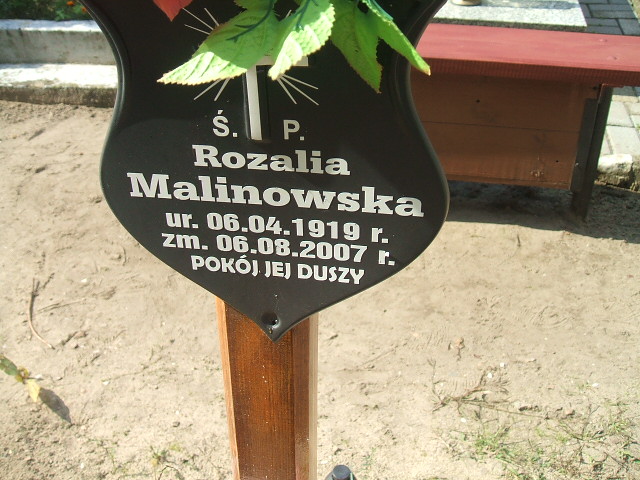 Ś. P.
Rozalia
Malinowska
ur. 06.04.1919 r.
zm. 06.08.2007 r.
POKÓJ JEJ DUSZY